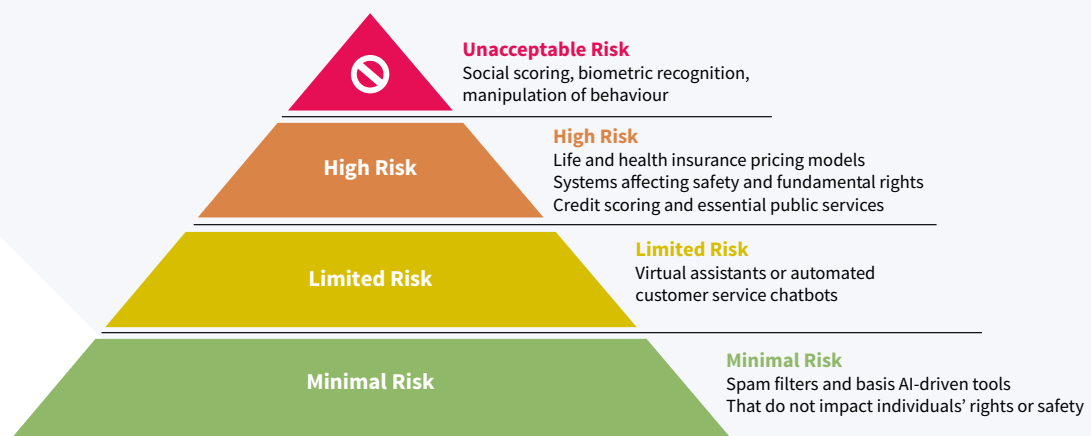 Unacceptable Risk
Social scoring, biometric recognition,
manipulation of behaviour
High Risk
High Risk
Life and health insurance pricing models
Systems affecting safety and fundamental rights
Credit scoring and essential public services
Limited Risk
Limited Risk
Virtual assistants or automated
customer service chatbots
Minimal Risk
Minimal Risk
Spam filters and basis AI-driven tools
That do not impact individuals’ rights or safety